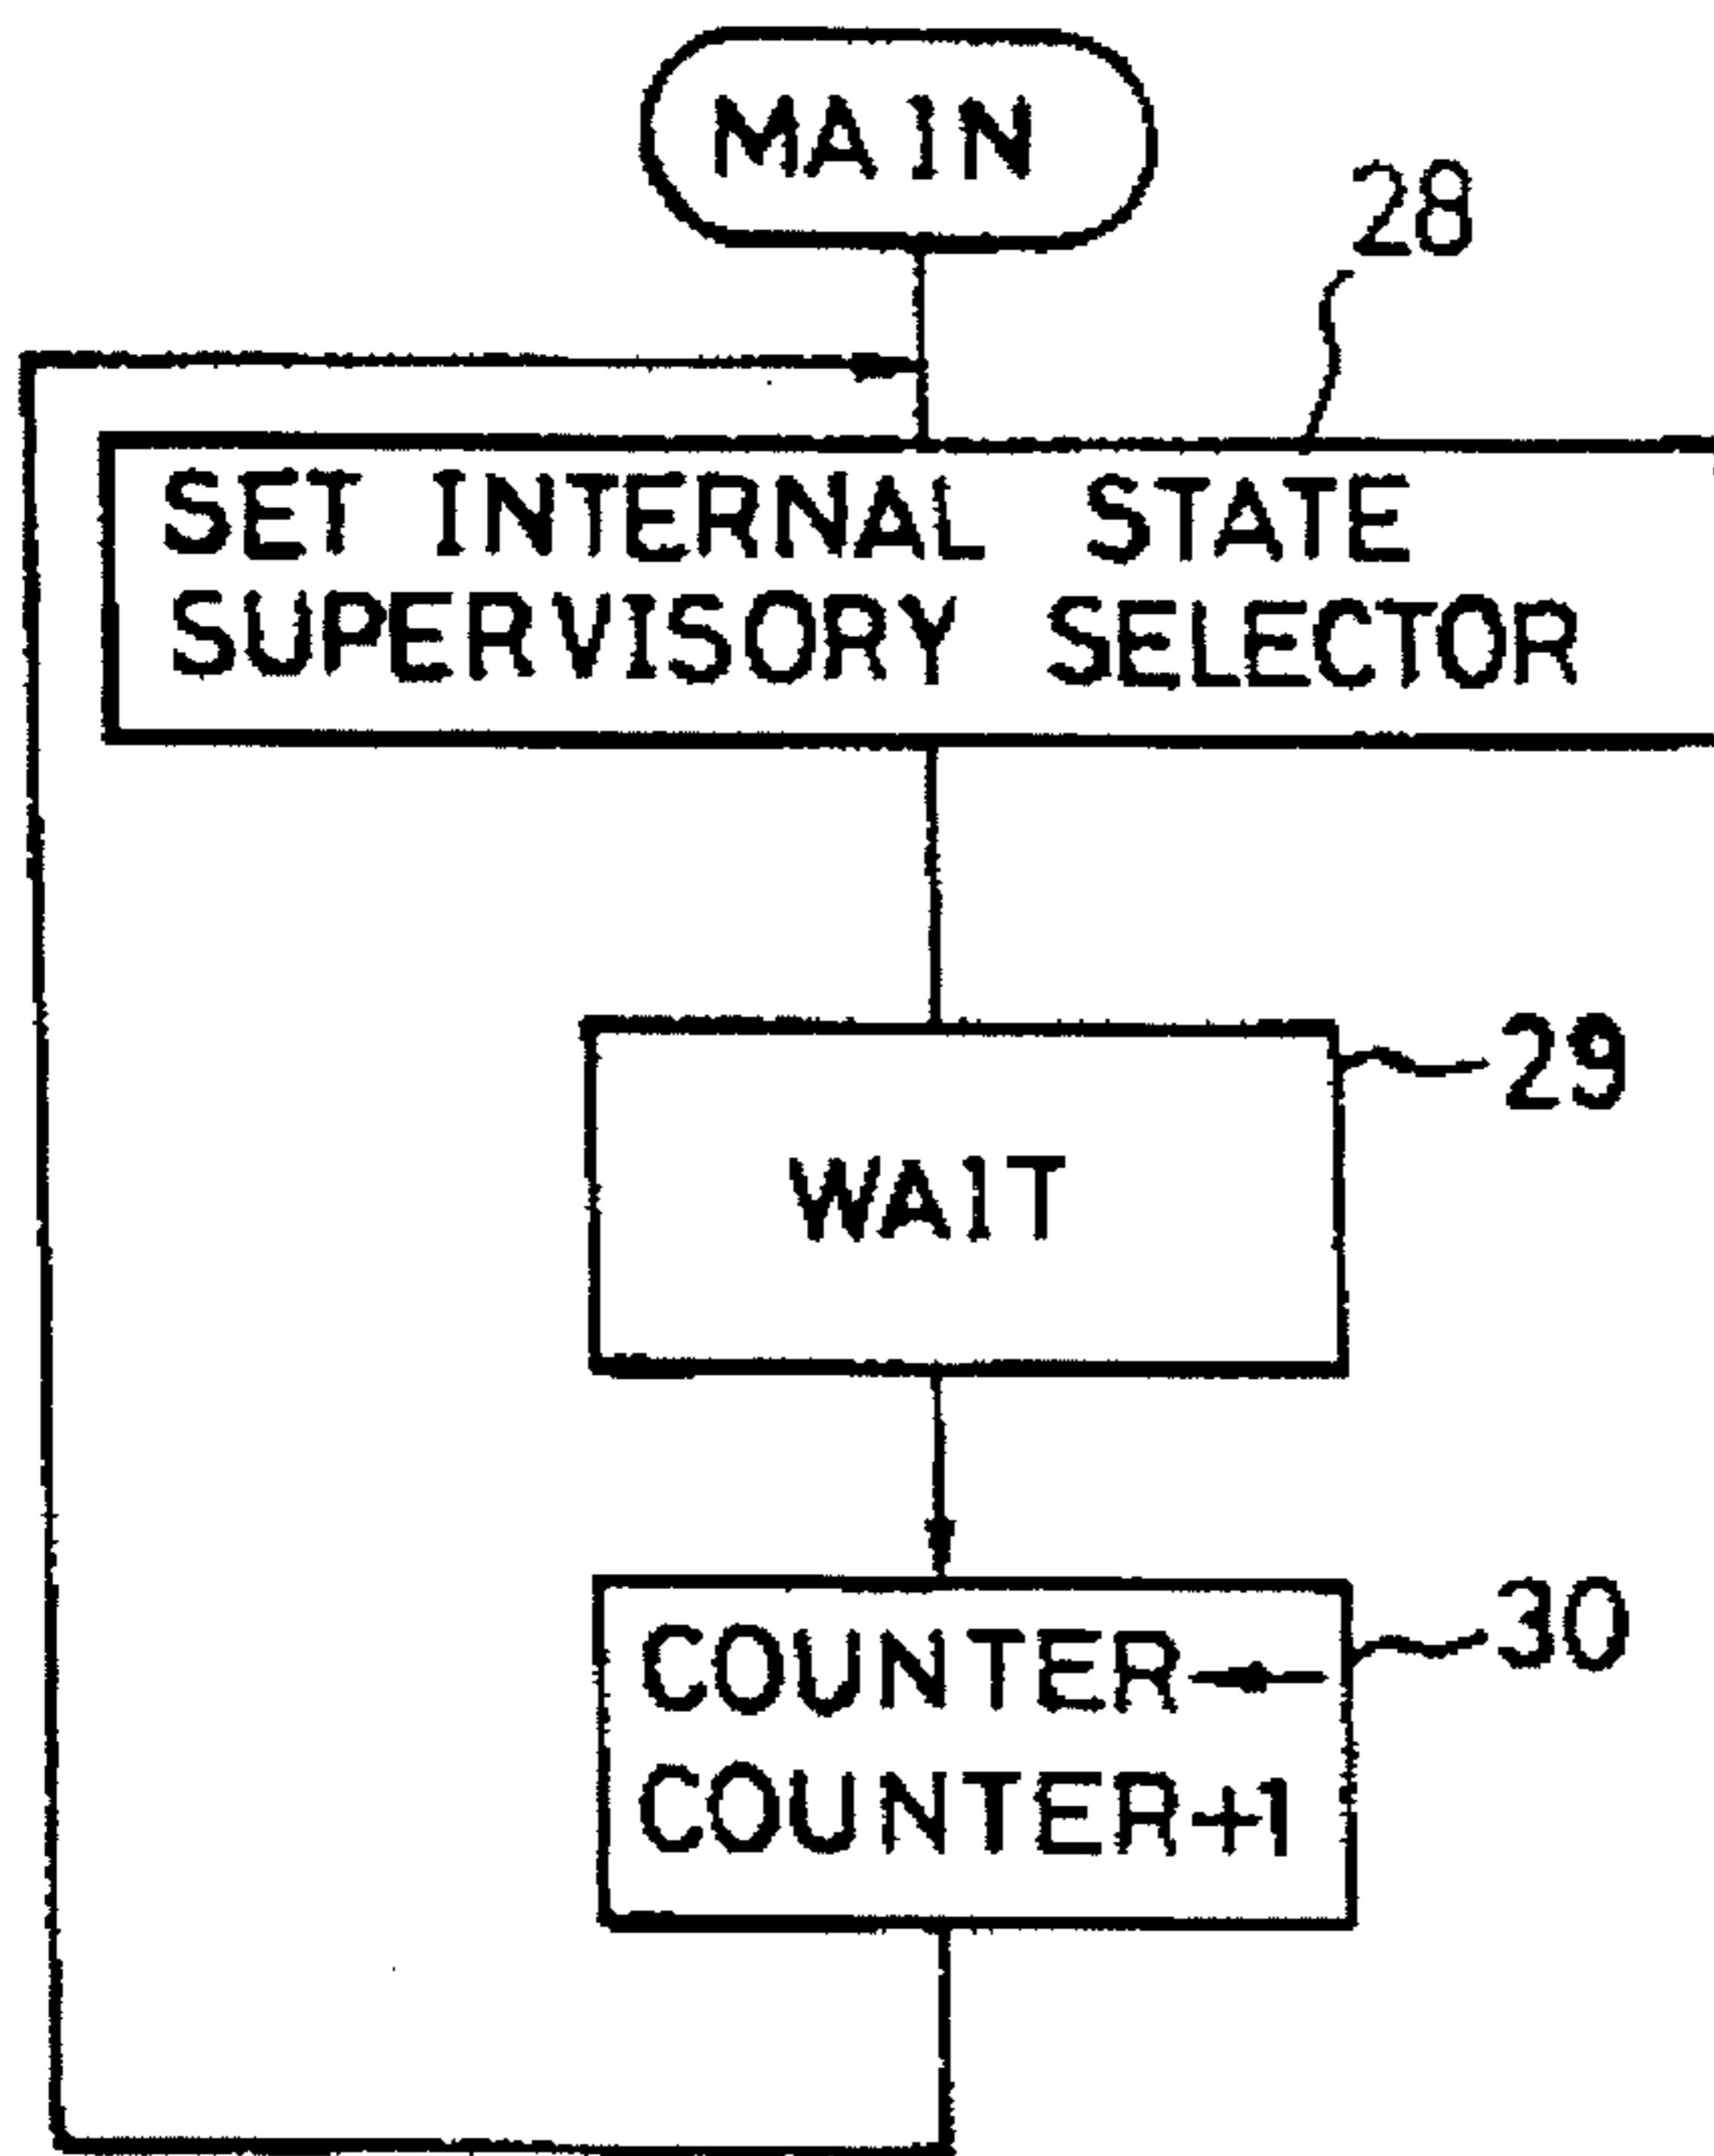 MAIN
28
SET INTERNAL STATE
SUPERVISORY SELECTOR
29
WAIT
30
COUNTER←
COUNTER+1